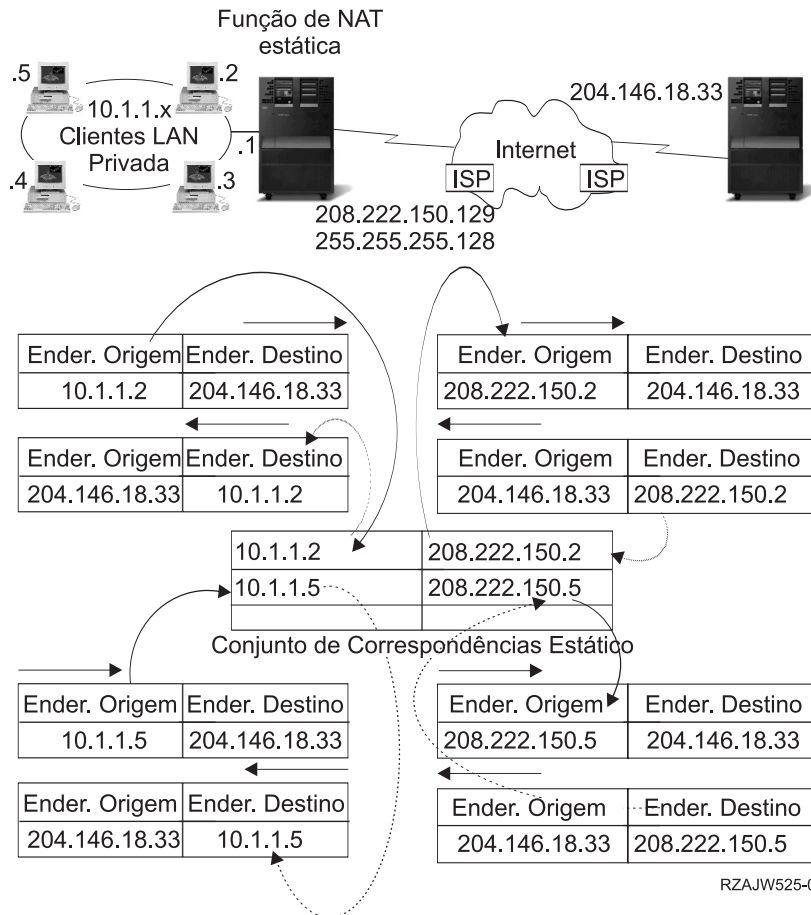 Função de NAT
estática
.5
.2
10.1.1.x
Clientes LAN
Privada
.1
.4
.3
204.146.18.33
Internet
ISP
ISP
208.222.150.129
255.255.255.128
Ender. Origem Ender. Destino
10.1.1.2 204.146.18.33
Ender. Origem Ender. Destino
208.222.150.2 204.146.18.33
Ender. Origem Ender. Destino
204.146.18.33 10.1.1.2
Ender. Origem Ender. Destino
204.146.18.33 208.222.150.2
10.1.1.2 208.222.150.2
10.1.1.5 208.222.150.5
Conjunto de Correspondências Estático
Ender. Origem Ender. Destino
10.1.1.5 204.146.18.33
Ender. Origem Ender. Destino
208.222.150.5 204.146.18.33
Ender. Origem Ender. Destino
204.146.18.33 10.1.1.5
Ender. Origem Ender. Destino
204.146.18.33 208.222.150.5
RZAJW525-0